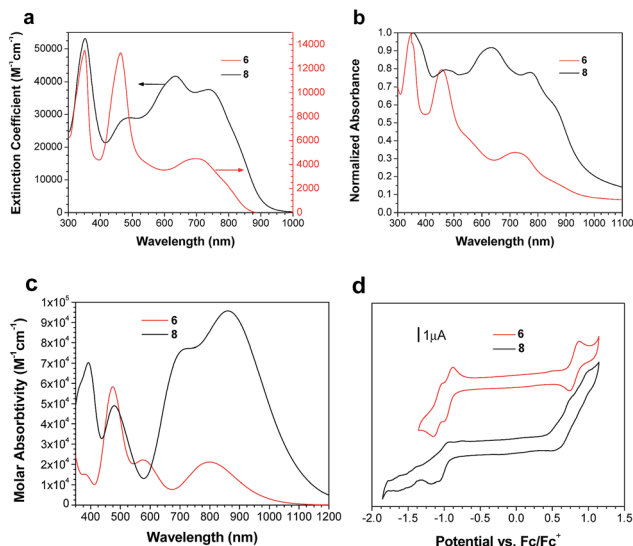 a
Extinction Coefficient (M⁻¹cm⁻¹)
50000
40000
30000
20000
10000
0
14000
12000
10000
8000
6000
4000
2000
0
6
8
300 400 500 600 700 800 900 1000
Wavelength (nm)
b
Normalized Absorbance
1.0
0.9
0.8
0.7
0.6
0.5
0.4
0.3
0.2
0.1
0.0
6
8
300 400 500 600 700 800 900 1000 1100
Wavelength (nm)
c
Molar Absorbtivity (M⁻¹cm⁻¹)
1x10⁵
9x10⁴
8x10⁴
7x10⁴
6x10⁴
5x10⁴
4x10⁴
3x10⁴
2x10⁴
1x10⁴
0
6
8
400 500 600 700 800 900 1000 1100 1200
Wavelength (nm)
d
1μA
6
8
-2.0 -1.5 -1.0 -0.5 0.0 0.5 1.0 1.5
Potential vs. Fc/Fc⁺